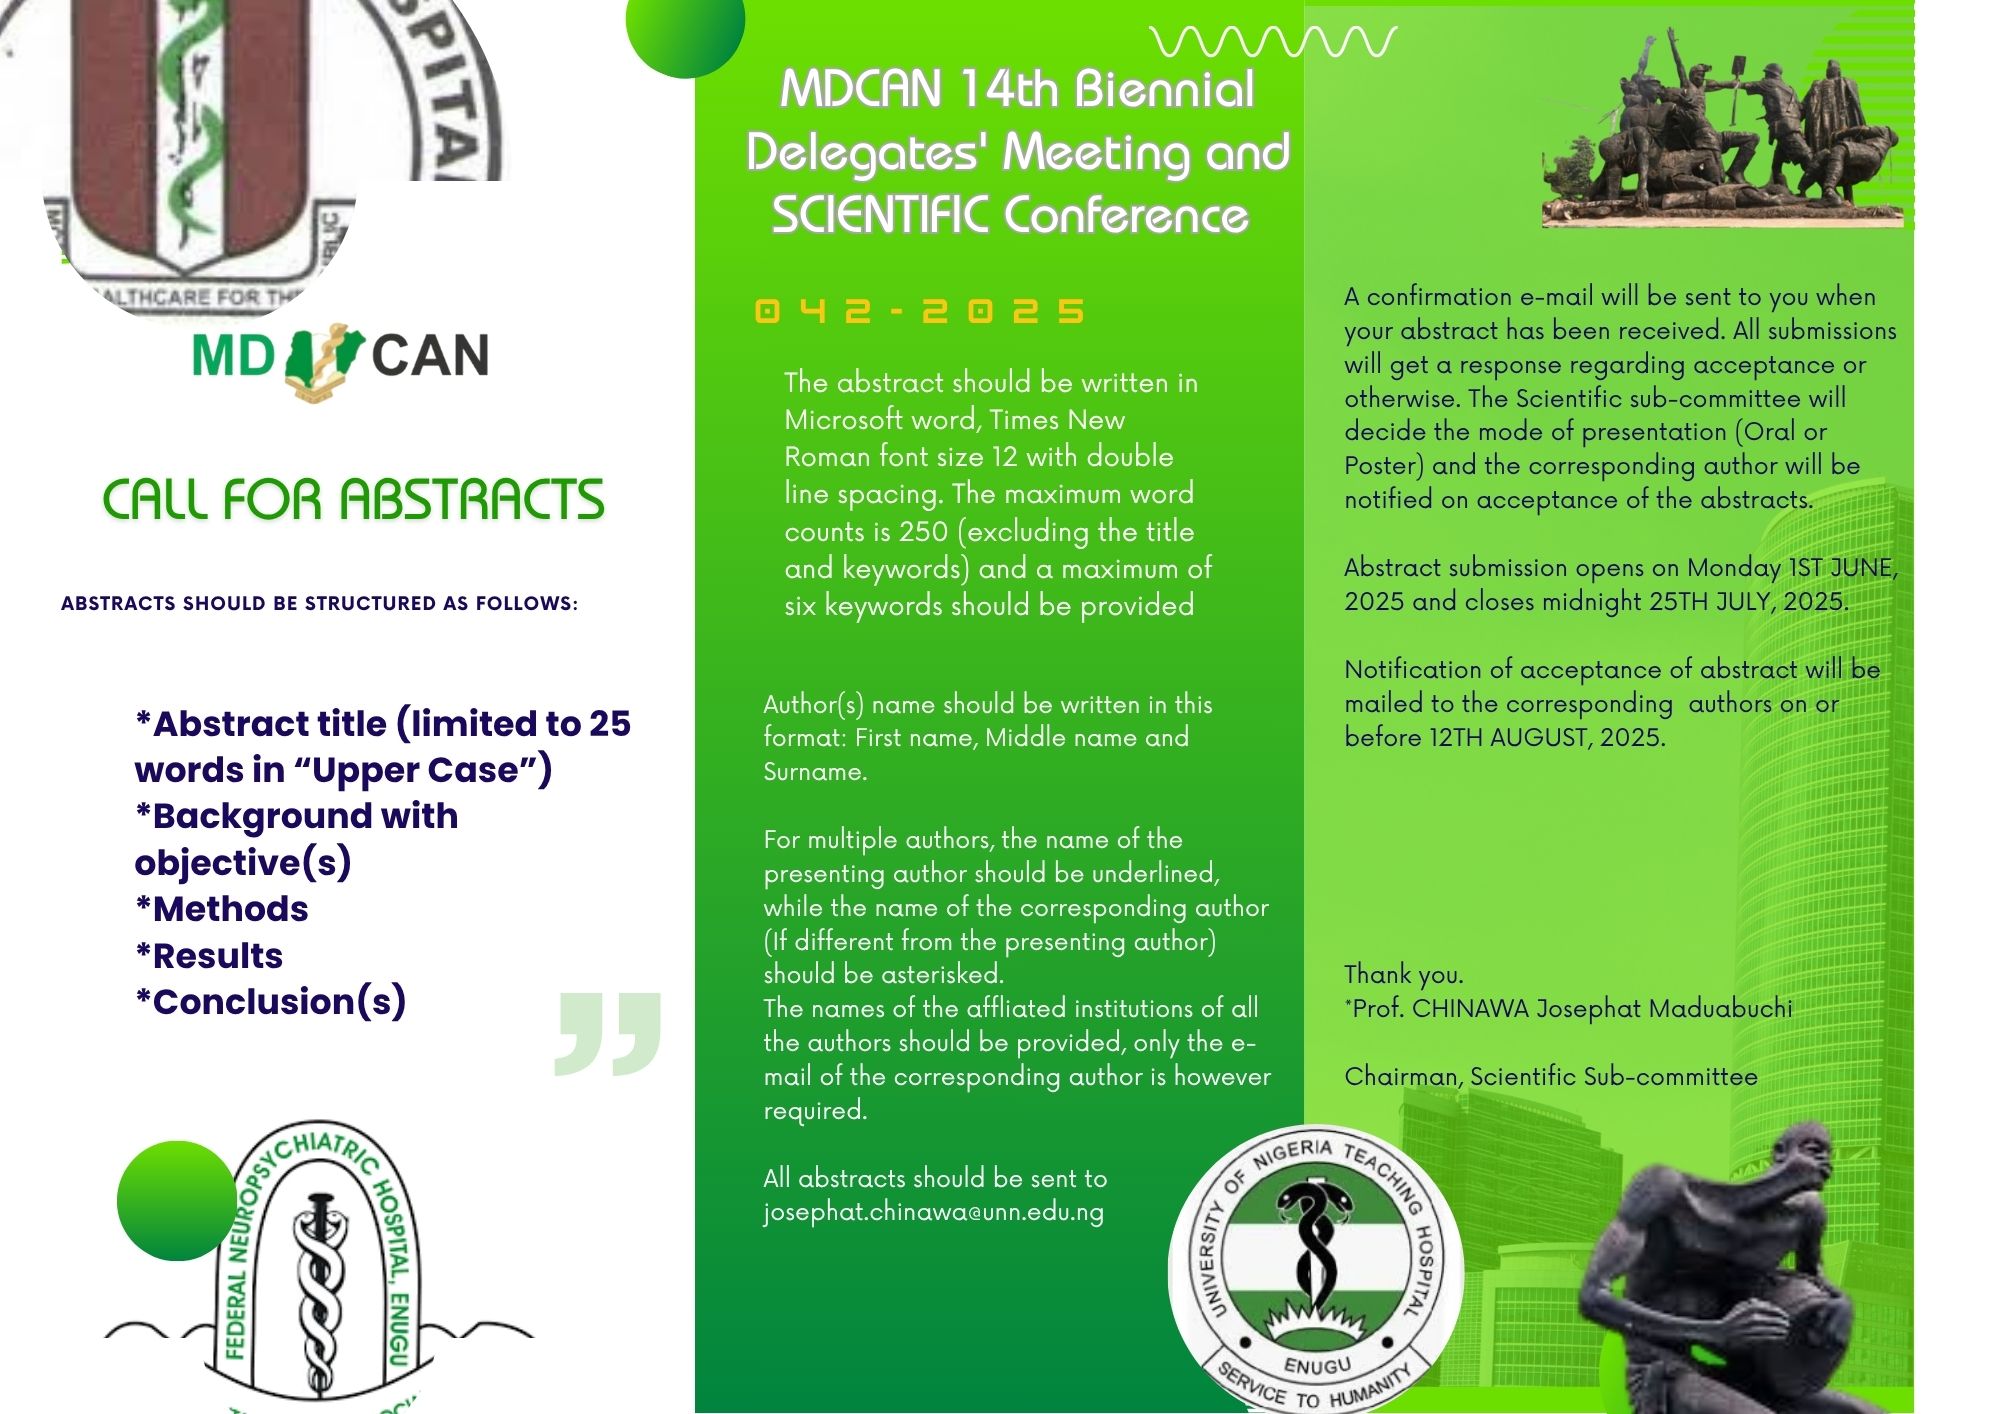 SPITA
ALTHCARE FOR TH
MD CAN
CALL FOR ABSTRACTS
ABSTRACTS SHOULD BE STRUCTURED AS FOLLOWS:
*Abstract title (limited to 25
words in “Upper Case”)
*Background with
objective(s)
*Methods
*Results
*Conclusion(s)
”
FEDERAL NEUROPSYCHIATRIC HOSPITAL, ENUGU
MDCAN 14th Biennial
Delegates' Meeting and
SCIENTIFIC Conference
042-2025
The abstract should be written in
Microsoft word, Times New
Roman font size 12 with double
line spacing. The maximum word
counts is 250 (excluding the title
and keywords) and a maximum of
six keywords should be provided
Author(s) name should be written in this
format: First name, Middle name and
Surname.
For multiple authors, the name of the
presenting author should be underlined,
while the name of the corresponding author
(If different from the presenting author)
should be asterisked.
The names of the affliated institutions of all
the authors should be provided, only the e-
mail of the corresponding author is however
required.
All abstracts should be sent to
josephat.chinawa@unn.edu.ng
UNIVERSITY OF NIGERIA TEACHING HOSPITAL
ENUGU
SERVICE TO HUMANITY
A confirmation e-mail will be sent to you when
your abstract has been received. All submissions
will get a response regarding acceptance or
otherwise. The Scientific sub-committee will
decide the mode of presentation (Oral or
Poster) and the corresponding author will be
notified on acceptance of the abstracts.
Abstract submission opens on Monday 1ST JUNE,
2025 and closes midnight 25TH JULY, 2025.
Notification of acceptance of abstract will be
mailed to the corresponding authors on or
before 12TH AUGUST, 2025.
Thank you.
*Prof. CHINAWA Josephat Maduabuchi
Chairman, Scientific Sub-committee